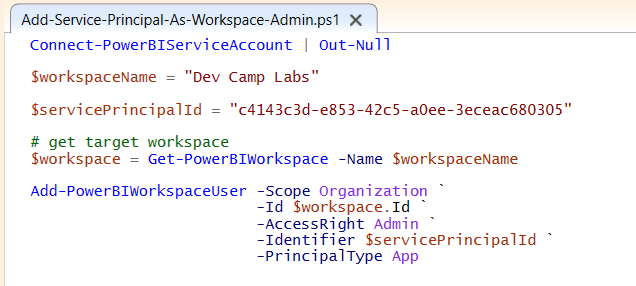 Add-Service-Principal-As-Workspace-Admin.ps1 X
Connect-PowerBIServiceAccount | Out-Null
$workspaceName = "Dev Camp Labs"
$servicePrincipalId = "c4143c3d-e853-42c5-a0ee-3eceac680305"
# get target workspace
$workspace = Get-PowerBIWorkspace -Name $workspaceName
Add-PowerBIWorkspaceUser -Scope Organization `
-Id $workspace.Id `
-AccessRight Admin `
-Identifier $servicePrincipalId `
-PrincipalType App